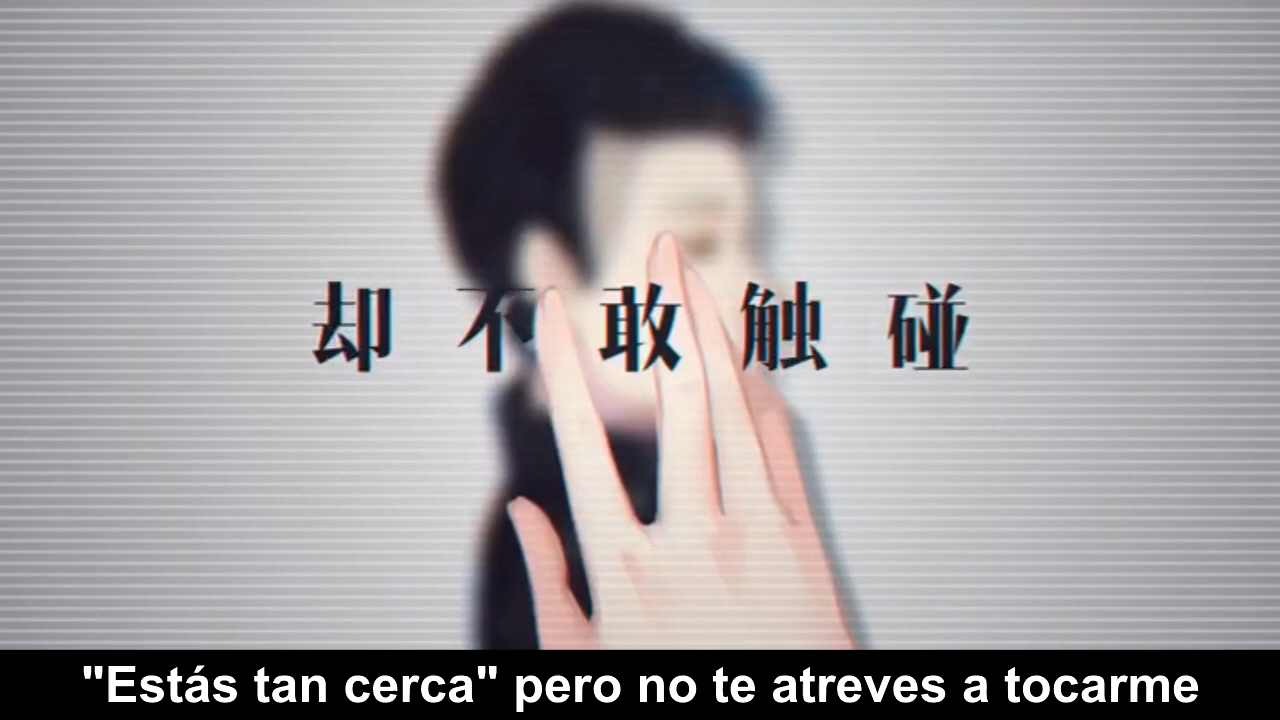 却不敢触碰
"Estás tan cerca" pero no te atreves a tocarme